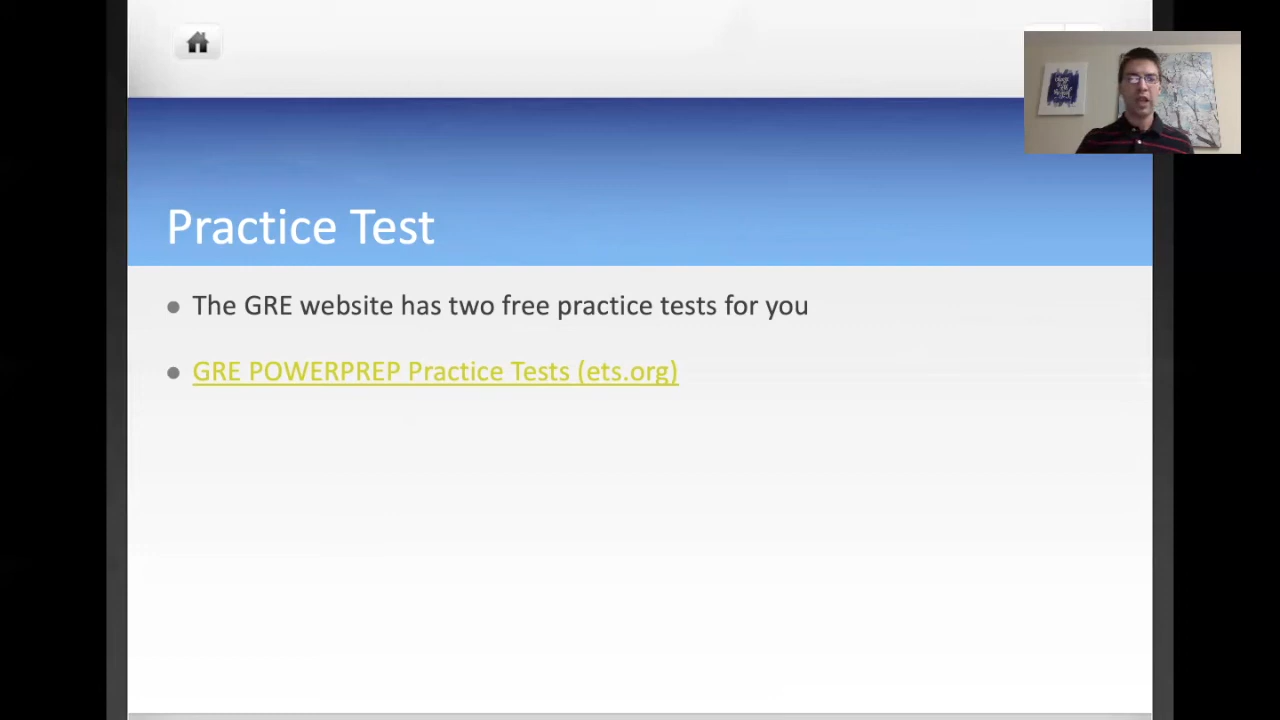 Practice Test
The GRE website has two free practice tests for you
GRE POWERPREP Practice Tests (ets.org)